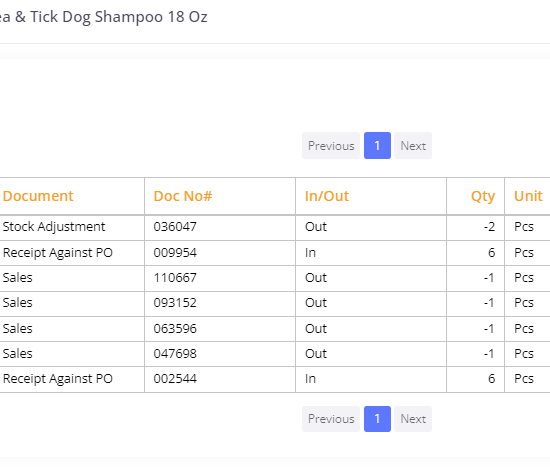 ea & Tick Dog Shampoo 18 Oz
Previous 1 Next
Document Doc No# In/Out Qty Unit
Stock Adjustment 036047 Out -2 Pcs
Receipt Against PO 009954 In 6 Pcs
Sales 110667 Out -1 Pcs
Sales 093152 Out -1 Pcs
Sales 063596 Out -1 Pcs
Sales 047698 Out -1 Pcs
Receipt Against PO 002544 In 6 Pcs
Previous 1 Next